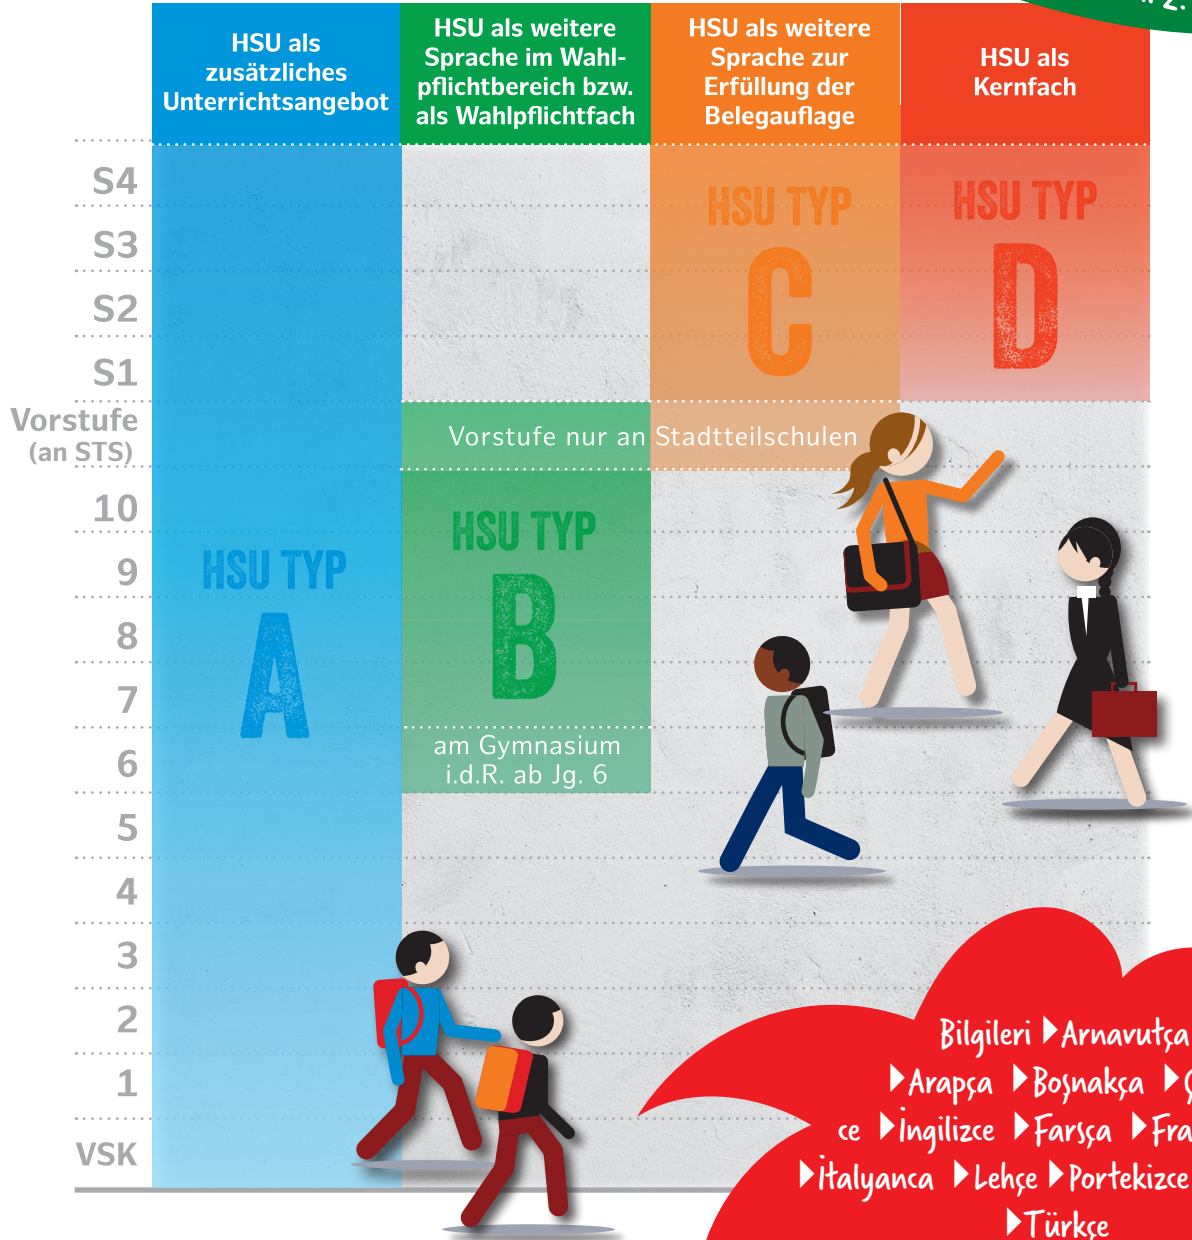 2.
HSU als
zusätzliches
Unterrichtsangebot
HSU als weitere
Sprache im Wahl-
pflichtbereich bzw.
als Wahlpflichtfach
HSU als weitere
Sprache zur
Erfüllung der
Belegauflage
HSU als
Kernfach
S4
S3
S2
S1
Vorstufe
(an STS)
10
9
8
7
6
5
4
3
2
1
VSK
HSU TYP
A
HSU TYP
B
HSU TYP
C
HSU TYP
D
Vorstufe nur an Stadtteilschulen
am Gymnasium
i.d.R. ab Jg. 6
Bilgileri ▶Arnavutça
▶Arapça ▶Boşnakça ▶
ce ▶İngilizce ▶Farsça ▶Fra
▶İtalyanca ▶Lehçe ▶Portekizce
▶Türkçe